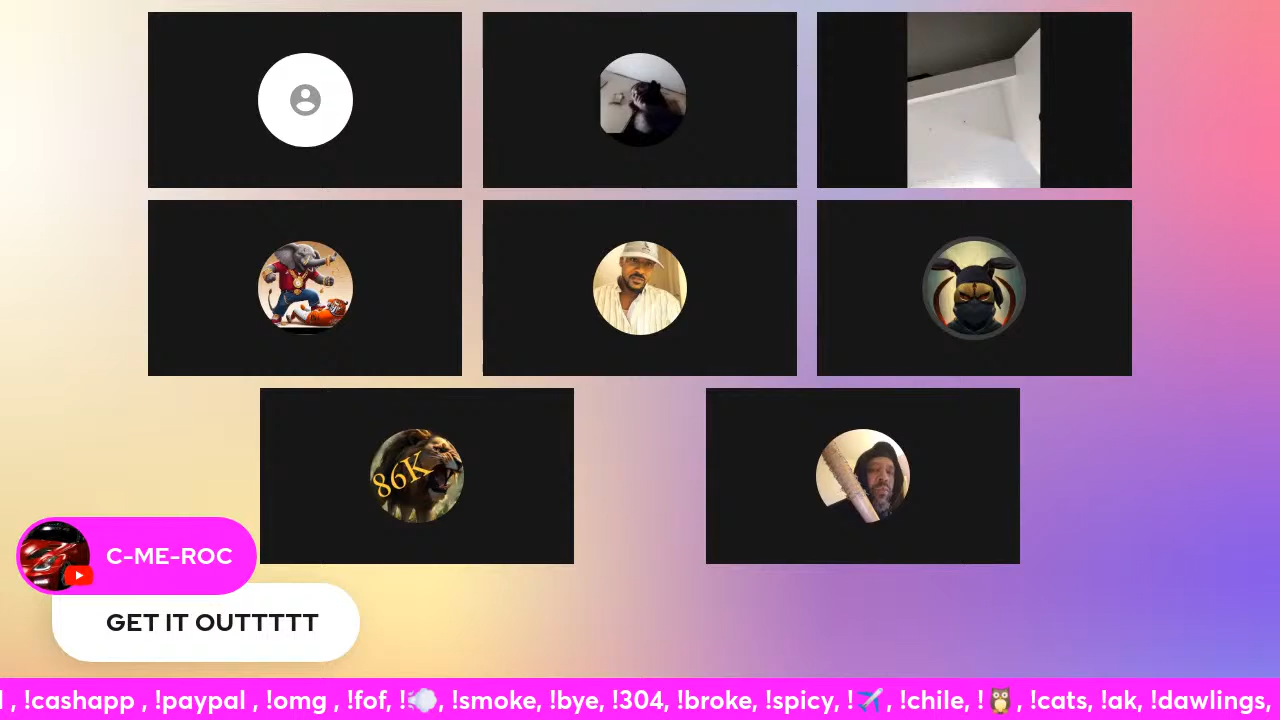 86K
C-ME-ROC
GET IT OUTTTTT
, !cashapp , !paypal , !omg , !fof, !💨, !smoke, !bye, !304, !broke, !spicy, !✈️, !chile, !🦉, !cats, !ak, !dawlings,